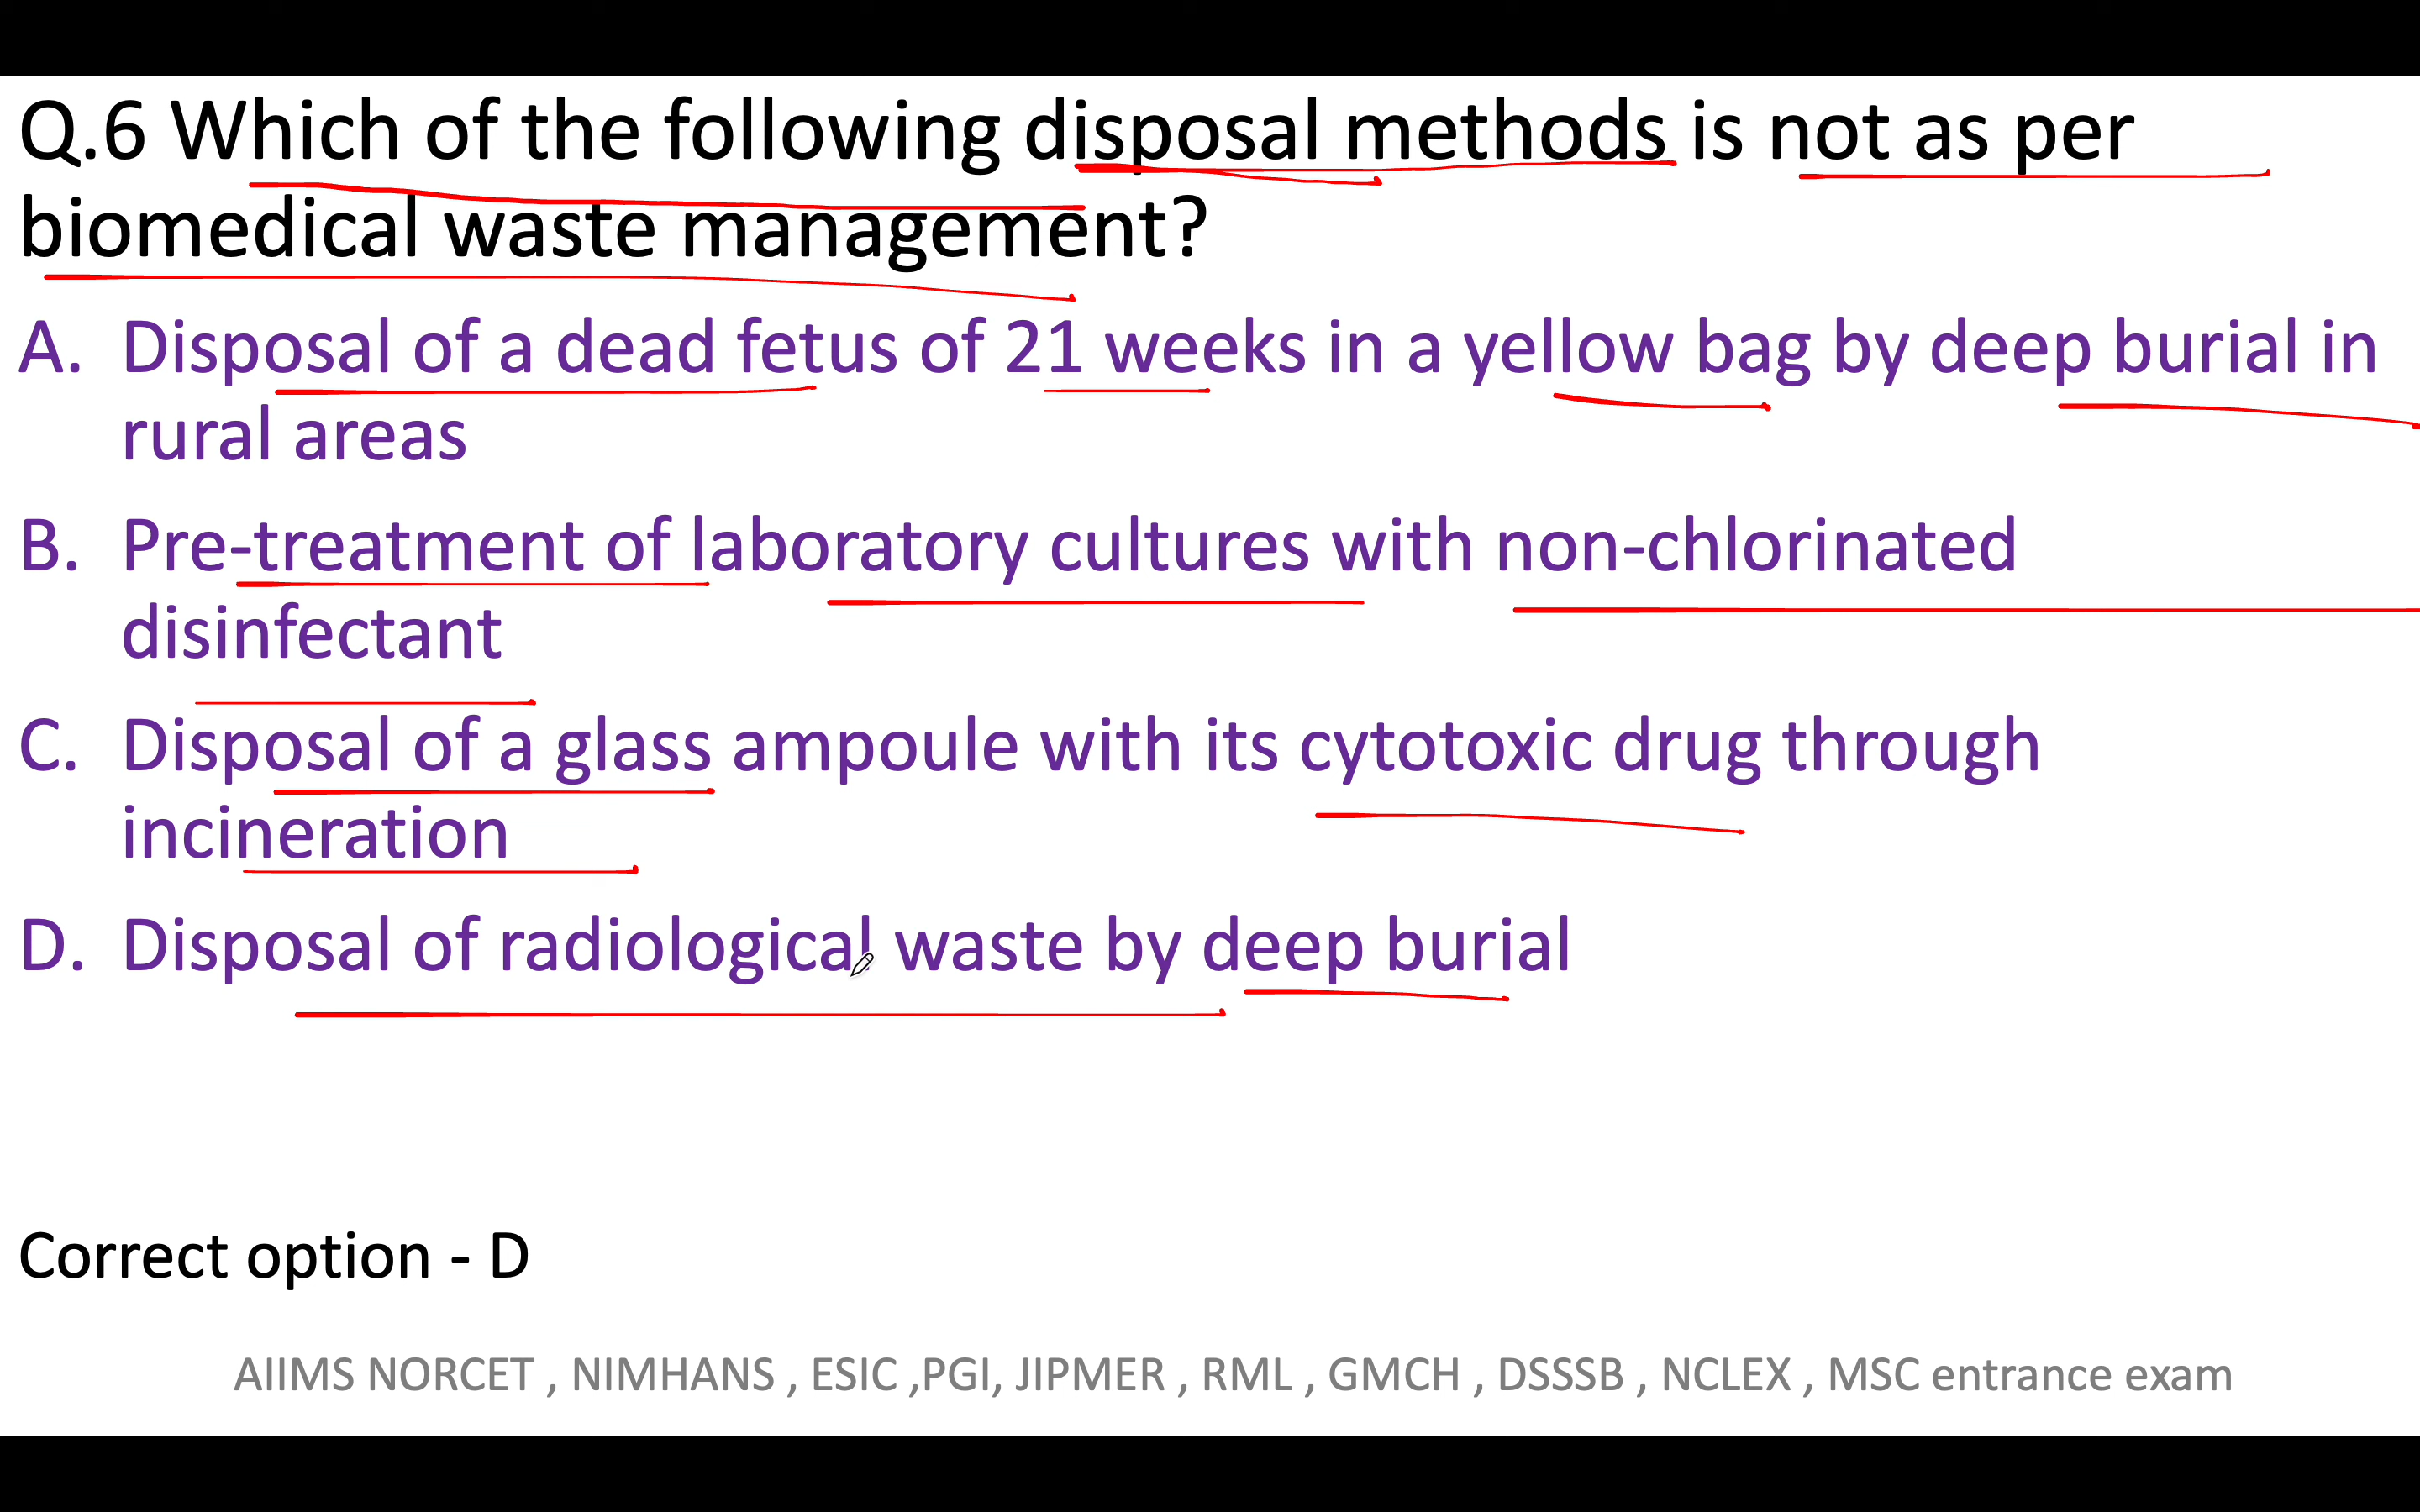 Q.6 Which of the following disposal methods is not as per
biomedical waste management?
A. Disposal of a dead fetus of 21 weeks in a yellow bag by deep burial in
rural areas
B. Pre-treatment of laboratory cultures with non-chlorinated
disinfectant
C. Disposal of a glass ampoule with its cytotoxic drug through
incineration
D. Disposal of radiological waste by deep burial
Correct option - D
AIIMS NORCET , NIMHANS , ESIC ,PGI, JIPMER , RML , GMCH , DSSSB , NCLEX , MSC entrance exam